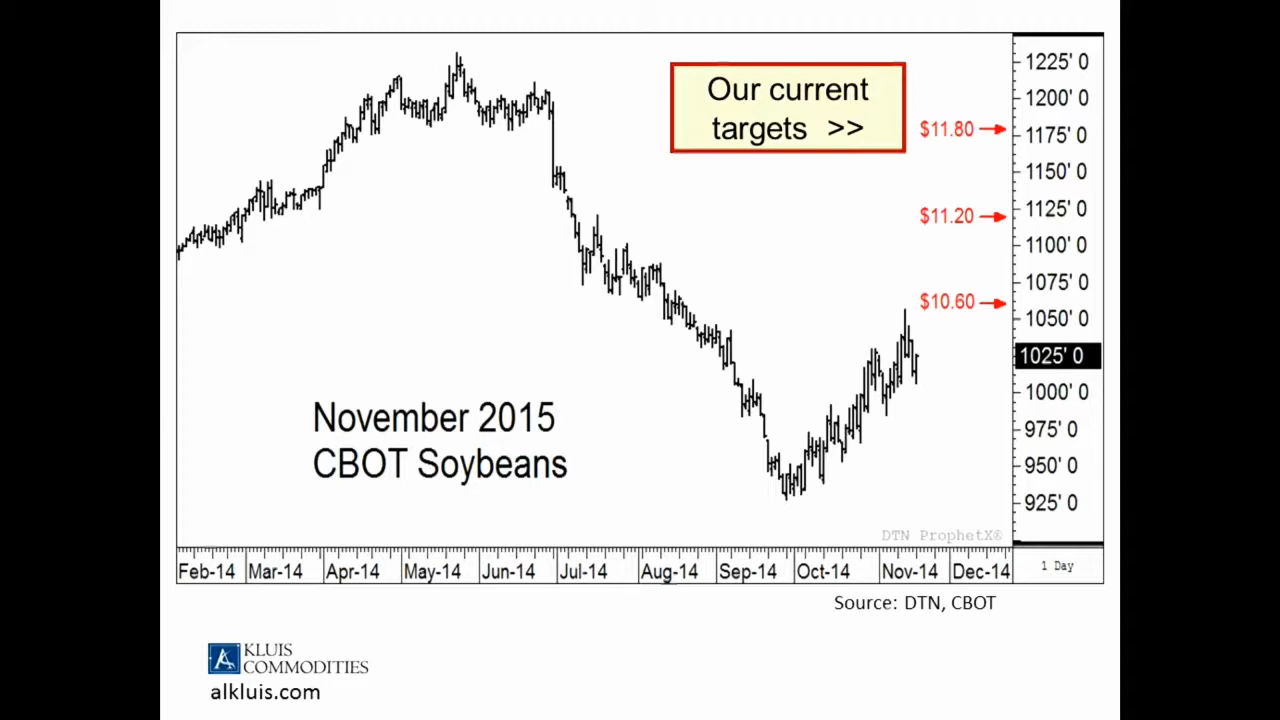 Our current
targets >>
$11.80
$11.20
$10.60
1225' 0
1200' 0
1175' 0
1150' 0
1125' 0
1100' 0
1075' 0
1050' 0
1025' 0
1000' 0
975' 0
950' 0
925' 0
November 2015
CBOT Soybeans
DTN ProphetX®
Feb-14 Mar-14 Apr-14 May-14 Jun-14 Jul-14 Aug-14 Sep-14 Oct-14 Nov-14 Dec-14 1 Day
Source: DTN, CBOT
KLUIS
COMMODITIES
alkluis.com